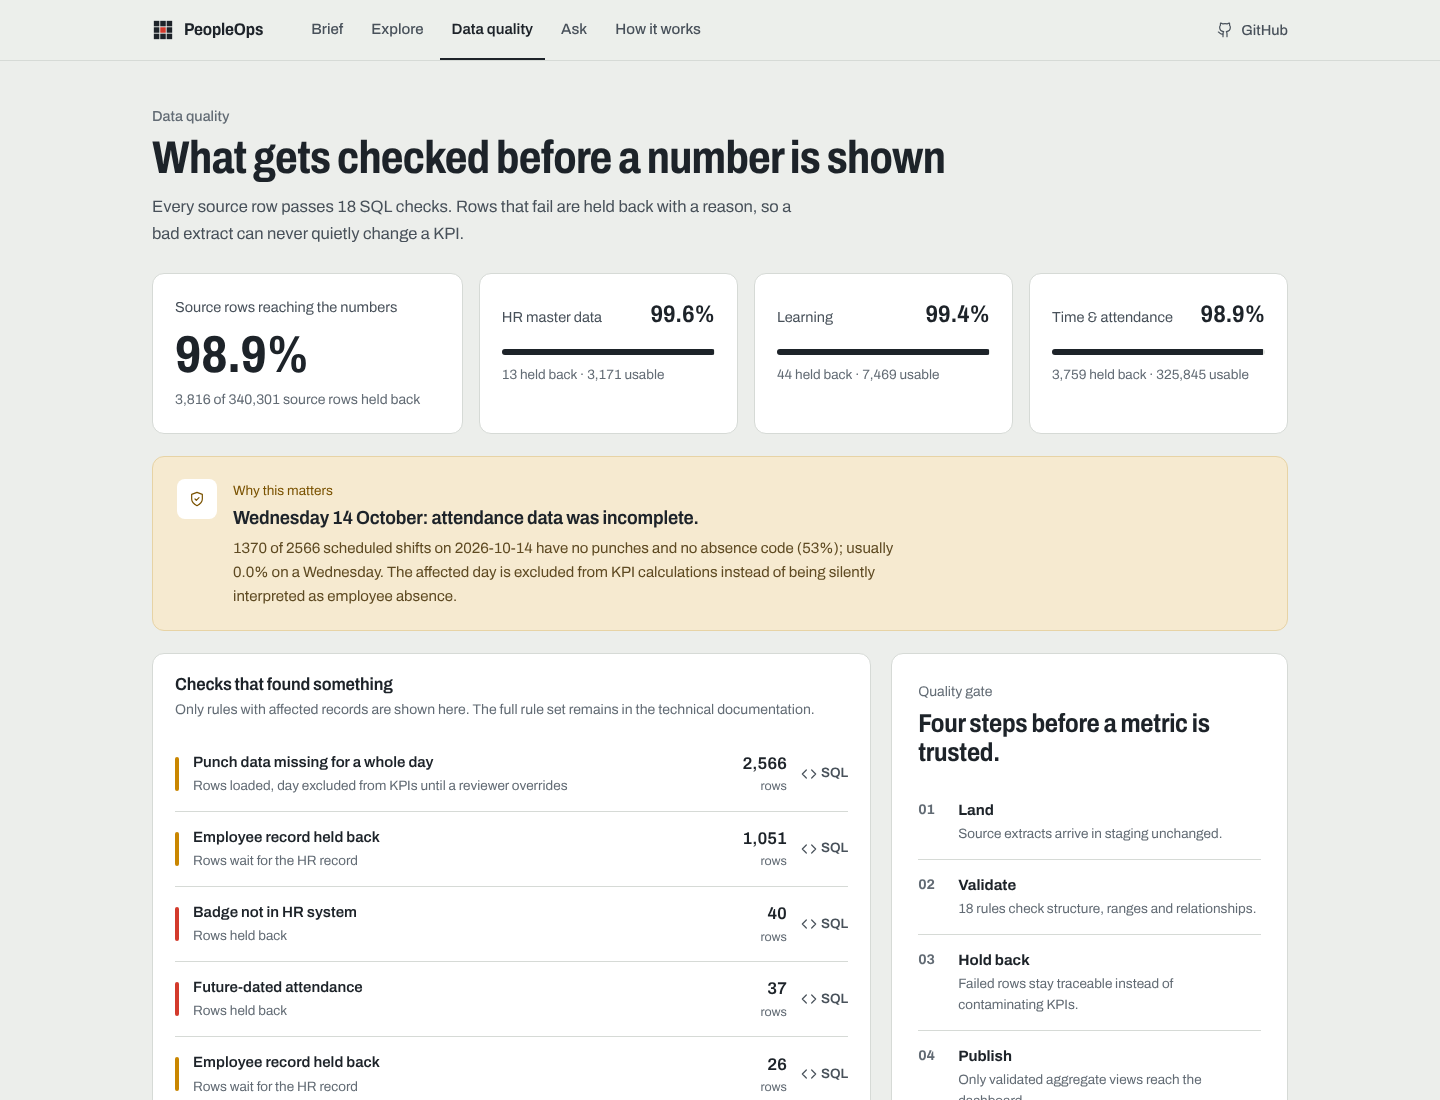 PeopleOps
Brief
Explore
Data quality
Ask
How it works
GitHub
Data quality
What gets checked before a number is shown
Every source row passes 18 SQL checks. Rows that fail are held back with a reason, so a
bad extract can never quietly change a KPI.
Source rows reaching the numbers
98.9%
3,816 of 340,301 source rows held back
HR master data 99.6%
13 held back · 3,171 usable
Learning 99.4%
44 held back · 7,469 usable
Time & attendance 98.9%
3,759 held back · 325,845 usable
Why this matters
Wednesday 14 October: attendance data was incomplete.
1370 of 2566 scheduled shifts on 2026-10-14 have no punches and no absence code (53%); usually
0.0% on a Wednesday. The affected day is excluded from KPI calculations instead of being silently
interpreted as employee absence.
Checks that found something
Only rules with affected records are shown here. The full rule set remains in the technical documentation.
Punch data missing for a whole day
Rows loaded, day excluded from KPIs until a reviewer overrides
2,566
rows
SQL
Employee record held back
Rows wait for the HR record
1,051
rows
SQL
Badge not in HR system
Rows held back
40
rows
SQL
Future-dated attendance
Rows held back
37
rows
SQL
Employee record held back
Rows wait for the HR record
26
rows
SQL
Quality gate
Four steps before a metric is
trusted.
01 Land
Source extracts arrive in staging unchanged.
02 Validate
18 rules check structure, ranges and relationships.
03 Hold back
Failed rows stay traceable instead of
contaminating KPIs.
04 Publish
Only validated aggregate views reach the
dashboard.